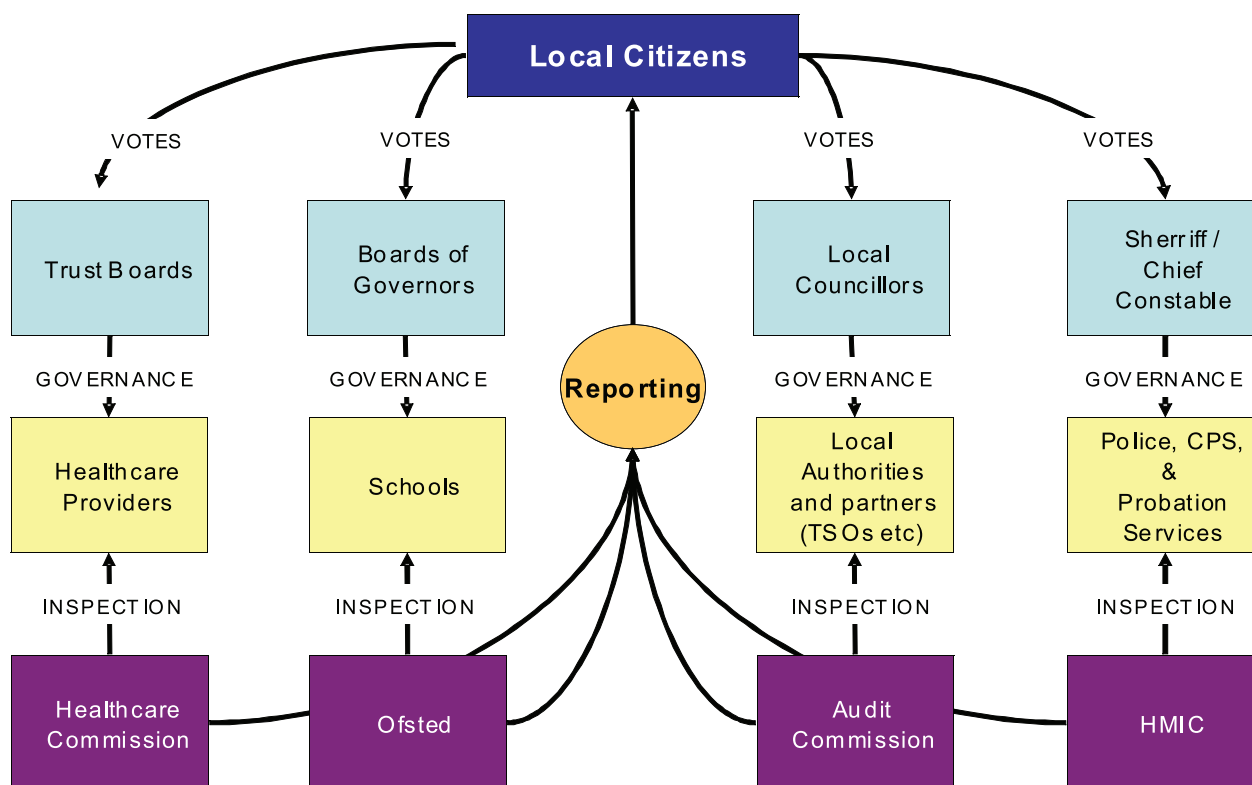 Local Citizens
VOTES
VOTES
VOTES
VOTES
Trust Boards
Boards of
Governors
Local
Councillors
Sherriff /
Chief
Constable
GOVERNANCE
GOVERNANCE
GOVERNANCE
GOVERNANCE
Reporting
Healthcare
Providers
Schools
Local
Authorities
and partners
(TSOs etc)
Police, CPS,
&
Probation
Services
INSPECTION
INSPECTION
INSPECTION
INSPECTION
Healthcare
Commission
Ofsted
Audit
Commission
HMIC